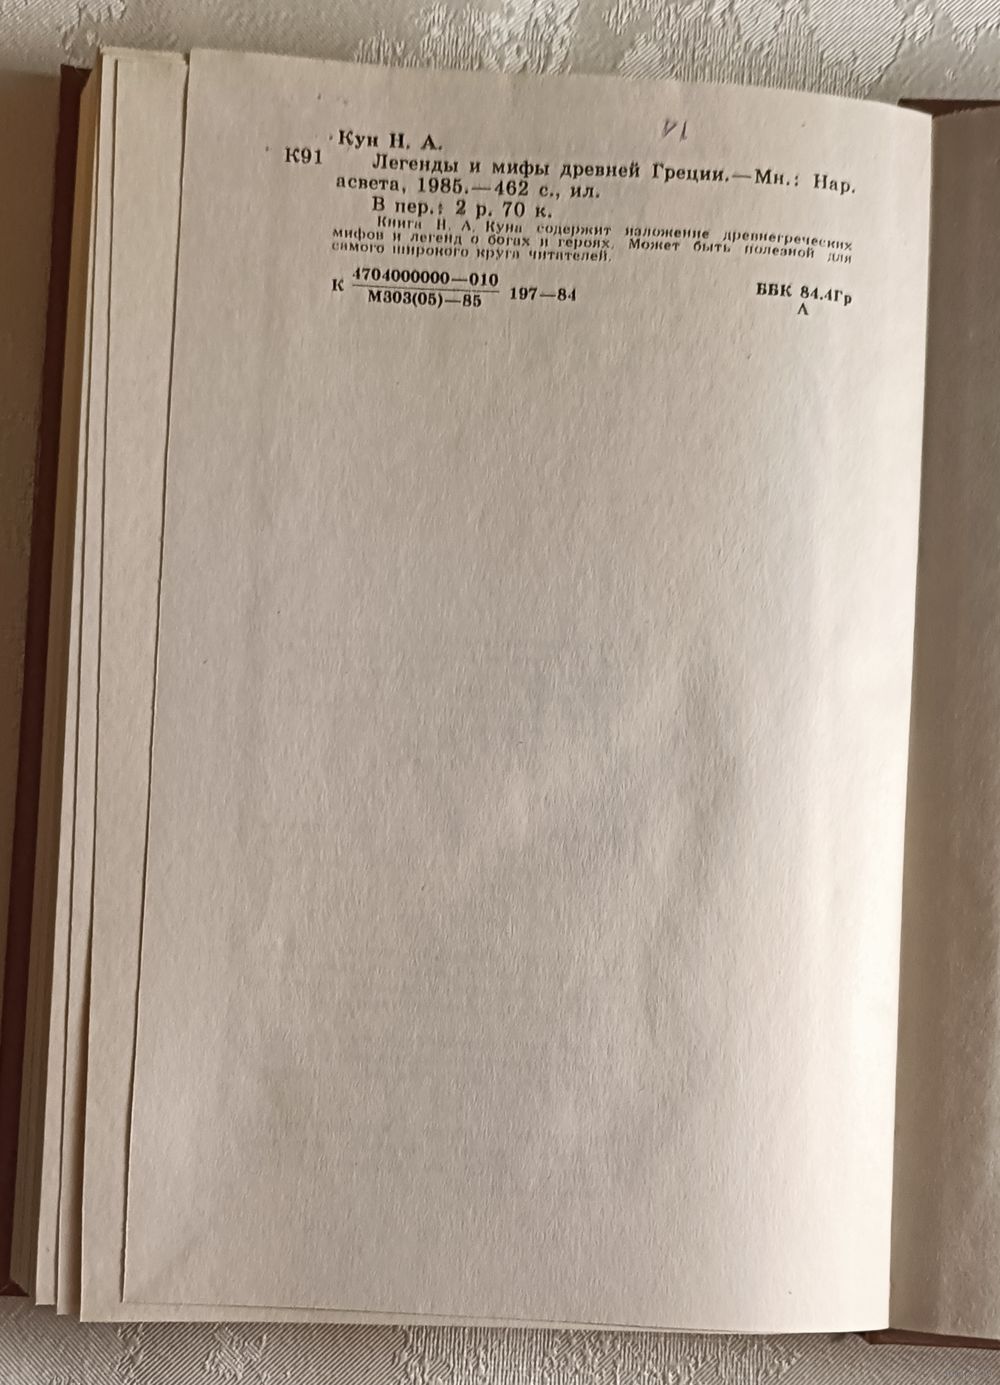 Кун Н. А.
К91 Легенды и мифы древней Греции.—Мн.: Нар.
асвета, 1985.—462 с., ил.
В пер.: 2 р. 70 к.
Книга Н. А. Куна содержит изложение древнегреческих
мифов и легенд о богах и героях. Может быть полезной для
самого широкого круга читателей.
К 4704000000—010
М303(05)—85
197—84
ББК 84.4Гр
А